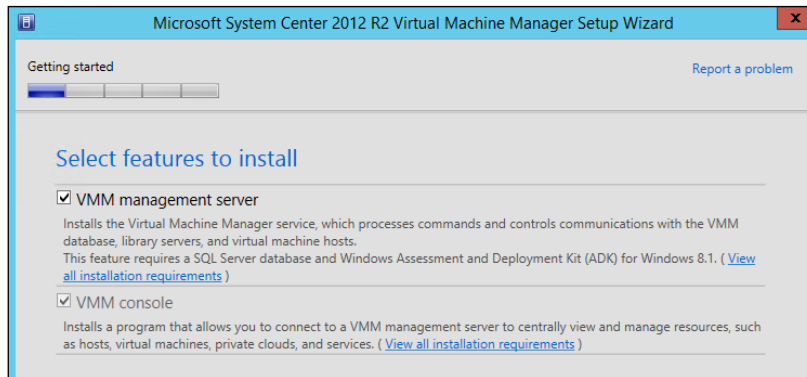 Microsoft System Center 2012 R2 Virtual Machine Manager Setup Wizard
x
Getting started
Report a problem
Select features to install
VMM management server
Installs the Virtual Machine Manager service, which processes commands and controls communications with the VMM
database, library servers, and virtual machine hosts.
This feature requires a SQL Server database and Windows Assessment and Deployment Kit (ADK) for Windows 8.1. ( View
all installation requirements )
VMM console
Installs a program that allows you to connect to a VMM management server to centrally view and manage resources, such
as hosts, virtual machines, private clouds, and services. ( View all installation requirements )